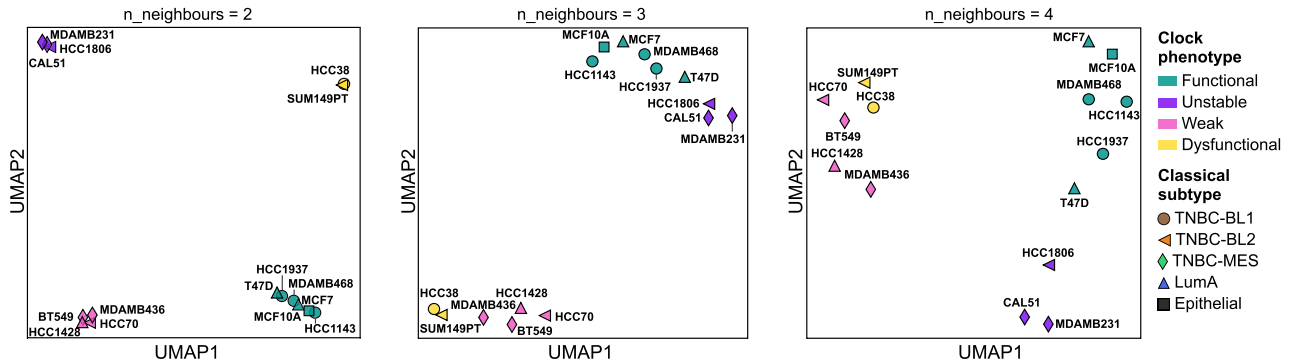 n_neighbours = 2
MDAMB231
HCC1806
CAL51
HCC38
SUM149PT
HCC1937
T47D
MDAMB468
MCF7
MCF10A
HCC1143
MDAMB436
BT549
HCC70
HCC1428
UMAP2
UMAP1
n_neighbours = 3
MCF10A
MCF7
MDAMB468
HCC1143
HCC1937
T47D
HCC1806
CAL51
MDAMB231
HCC38
MDAMB436
HCC1428
HCC70
SUM149PT
BT549
UMAP2
UMAP1
n_neighbours = 4
MCF7
MCF10A
SUM149PT
HCC70
HCC38
MDAMB468
HCC1143
BT549
HCC1937
HCC1428
MDAMB436
T47D
HCC1806
CAL51
MDAMB231
UMAP2
UMAP1
Clock
phenotype
Functional
Unstable
Weak
Dysfunctional
Classical
subtype
TNBC-BL1
TNBC-BL2
TNBC-MES
LumA
Epithelial